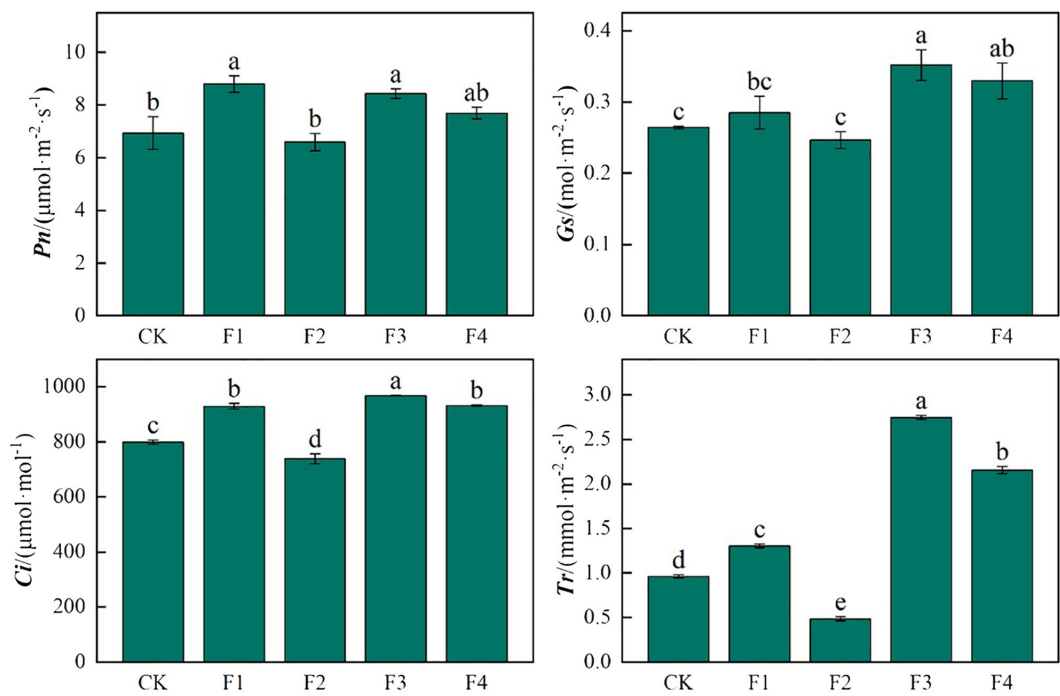 Pn/(μmol·m⁻²·s⁻¹)
10
8
6
4
2
0
b
a
b
a
ab
CK F1 F2 F3 F4
Gs/(mol·m⁻²·s⁻¹)
0.4
0.3
0.2
0.1
0.0
c
bc
c
a
ab
CK F1 F2 F3 F4
Ci/(μmol·mol⁻¹)
1000
800
600
400
200
0
c
b
d
a
b
CK F1 F2 F3 F4
Tr/(mmol·m⁻²·s⁻¹)
3.0
2.5
2.0
1.5
1.0
0.5
0.0
d
c
e
a
b
CK F1 F2 F3 F4